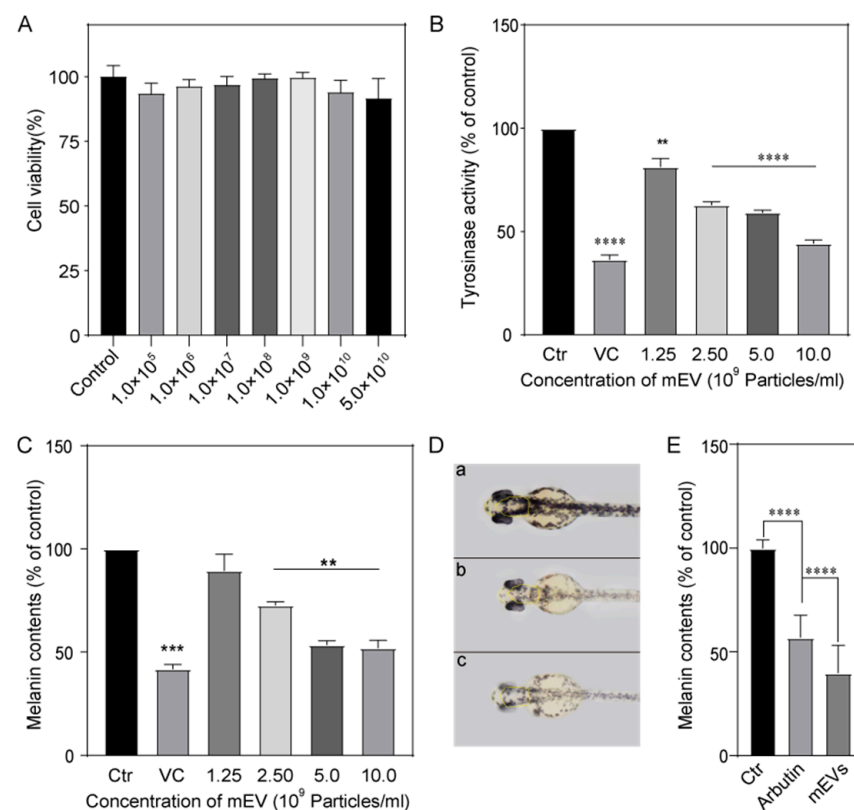 A
Cell viability(%)
100
75
50
25
0
Control
1.0×10⁵
1.0×10⁶
1.0×10⁷
1.0×10⁸
1.0×10⁹
1.0×10¹⁰
5.0×10¹⁰
B
Tyrosinase activity (% of control)
150
100
50
0
**
****
****
Ctr VC 1.25 2.50 5.0 10.0
Concentration of mEV (10⁹ Particles/ml)
C
Melanin contents (% of control)
150
100
50
0
***
**
Ctr VC 1.25 2.50 5.0 10.0
Concentration of mEV (10⁹ Particles/ml)
D
a
b
c
E
Melanin contents (% of control)
150
100
50
0
****
****
Ctr
Arbutin
mEVs